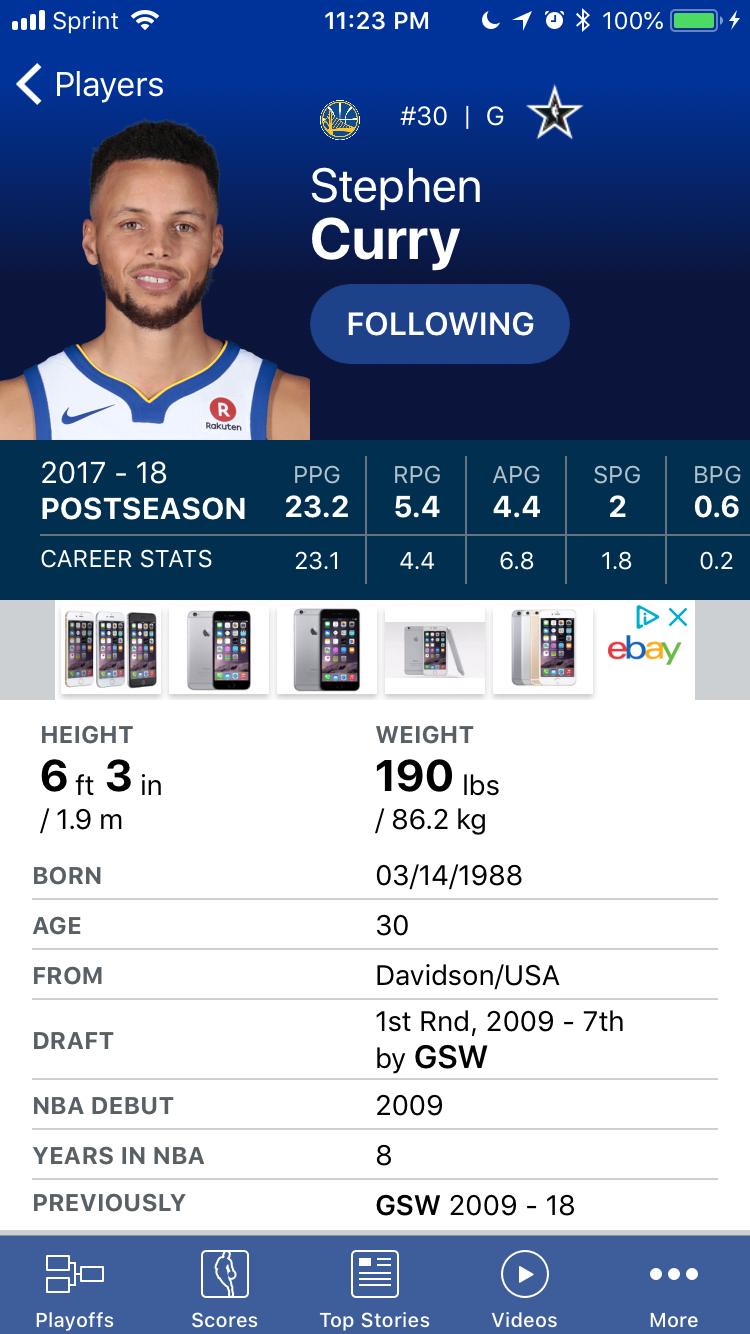 Sprint 11:23 PM 100%
Players
#30 | G
Stephen
Curry
FOLLOWING
R
Rakuten
2017 - 18 PPG RPG APG SPG BPG
POSTSEASON 23.2 5.4 4.4 2 0.6
CAREER STATS 23.1 4.4 6.8 1.8 0.2
ebay
HEIGHT WEIGHT
6 ft 3 in 190 lbs
/ 1.9 m / 86.2 kg
BORN 03/14/1988
AGE 30
FROM Davidson/USA
DRAFT 1st Rnd, 2009 - 7th
by GSW
NBA DEBUT 2009
YEARS IN NBA 8
PREVIOUSLY GSW 2009 - 18
Playoffs Scores Top Stories Videos More